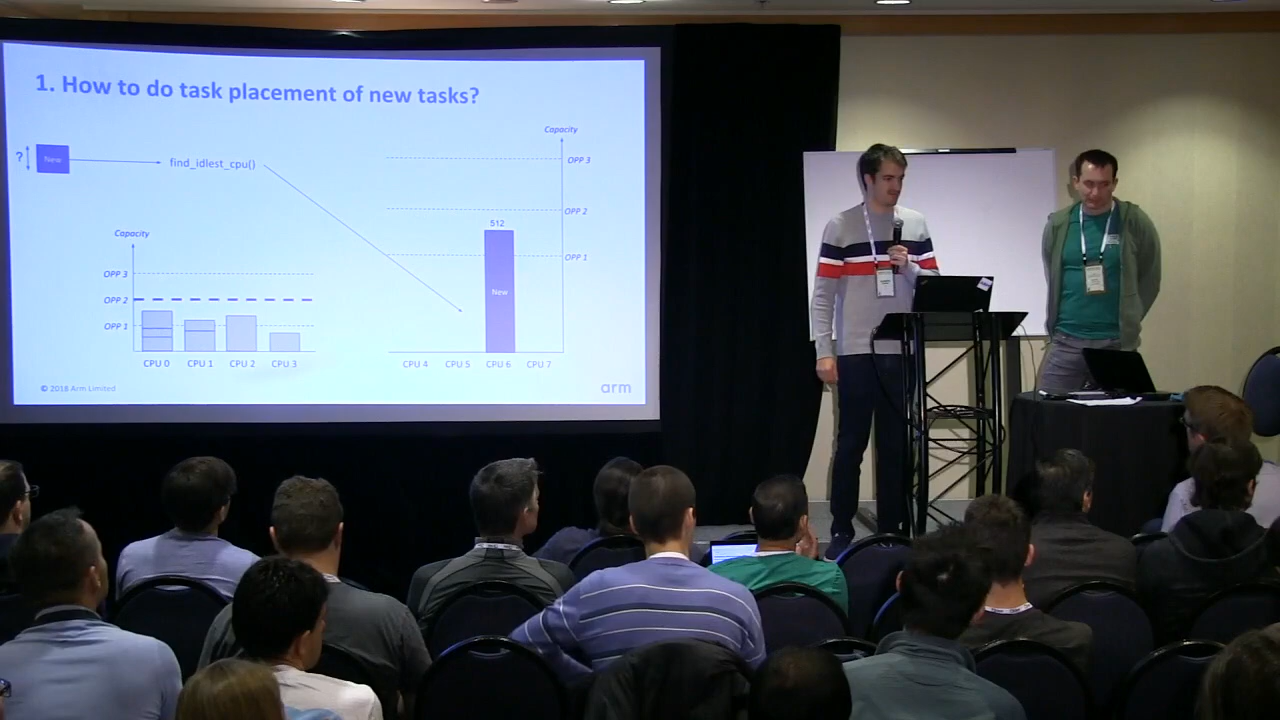 1. How to do task placement of new tasks?
Capacity
OPP 3
? New find_idlest_cpu()
OPP 2
512
Capacity
OPP 1
OPP 3
New
OPP 2
OPP 1
CPU 0 CPU 1 CPU 2 CPU 3 CPU 4 CPU 5 CPU 6 CPU 7
© 2018 Arm Limited
arm